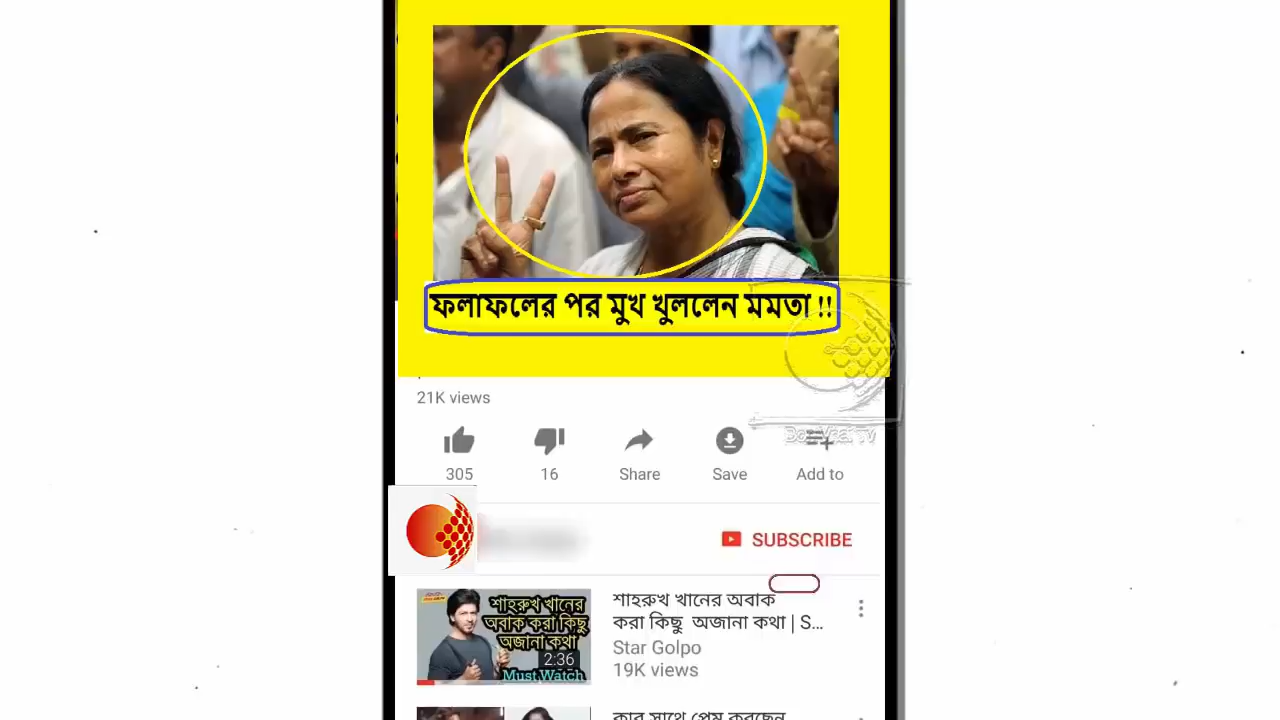 ফলাফলের পর মুখ খুললেন মমতা !!
21K views
305
16
Share
Save
Add to
SUBSCRIBE
শাহরুখ খানের
অবাক করা কিছু
অজানা কথা
2:36
Must Watch
শাহরুখ খানের অবাক
করা কিছু অজানা কথা | S...
Star Golpo
19K views
কার সাথে প্রেম করছেন